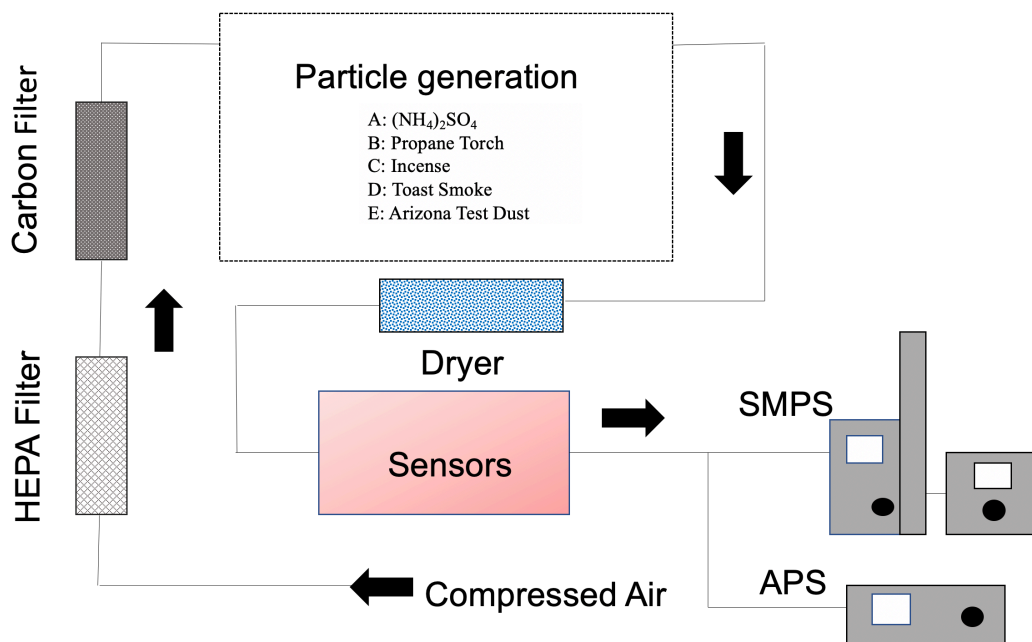 Particle generation
A: (NH₄)₂SO₄
B: Propane Torch
C: Incense
D: Toast Smoke
E: Arizona Test Dust
Carbon Filter
HEPA Filter
Dryer
Sensors
SMPS
APS
Compressed Air